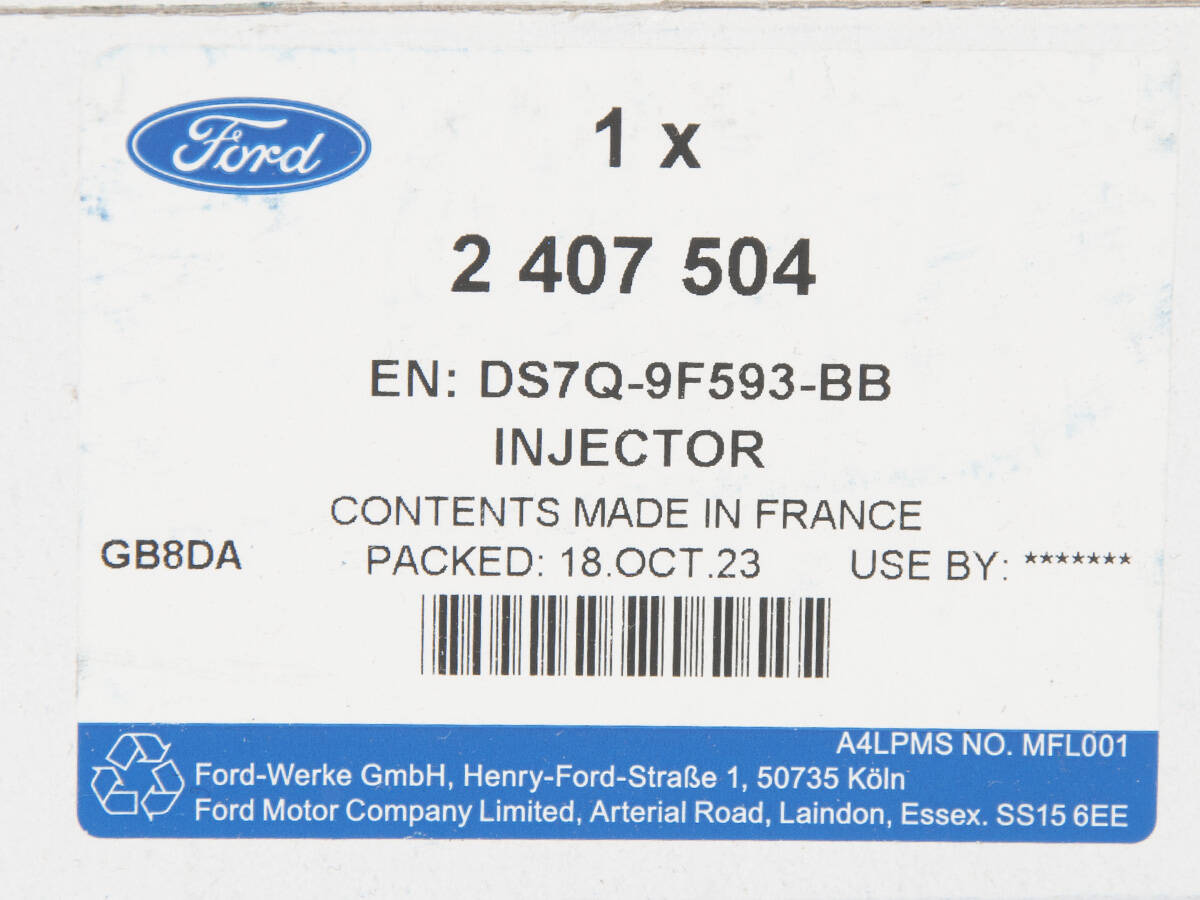 Ford
1 x
2 407 504
EN: DS7Q-9F593-BB
INJECTOR
CONTENTS MADE IN FRANCE
GB8DA PACKED: 18.OCT.23 USE BY: *******
A4LPMS NO. MFL001
Ford-Werke GmbH, Henry-Ford-Straße 1, 50735 Köln
Ford Motor Company Limited, Arterial Road, Laindon, Essex. SS15 6EE